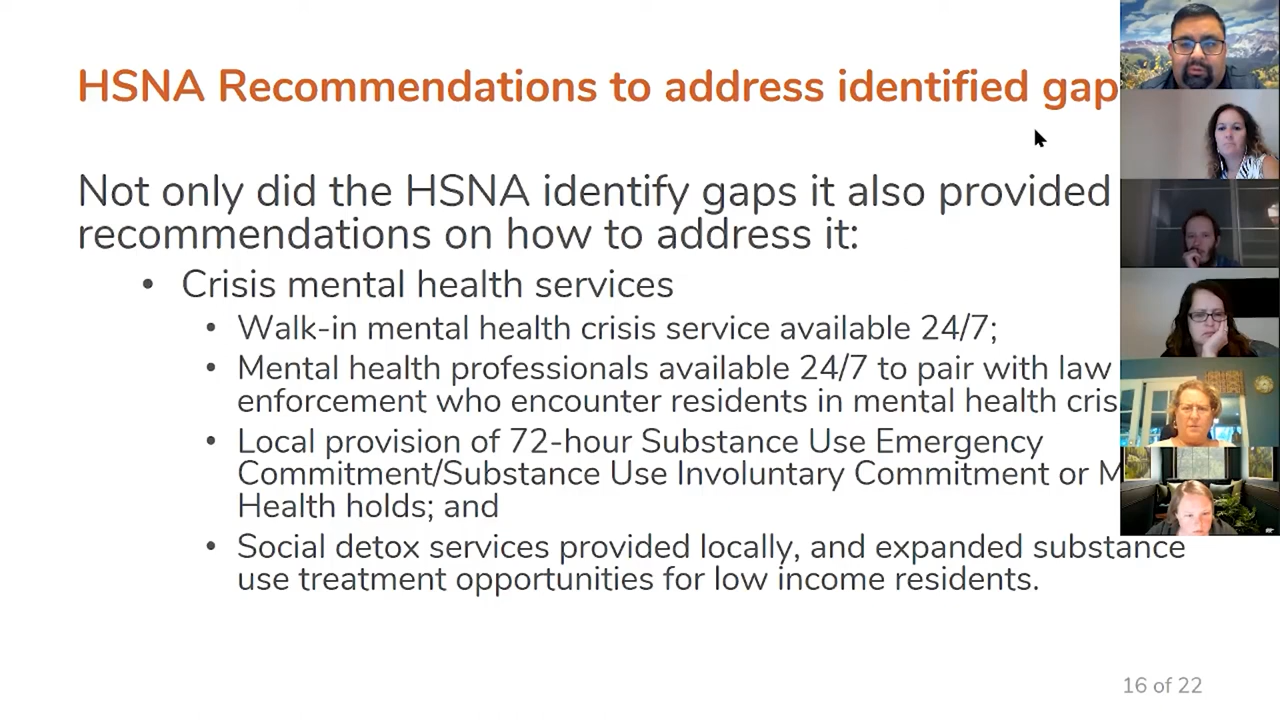 HSNA Recommendations to address identified gap
Not only did the HSNA identify gaps it also provided
recommendations on how to address it:
• Crisis mental health services
• Walk-in mental health crisis service available 24/7;
• Mental health professionals available 24/7 to pair with law
enforcement who encounter residents in mental health cris
• Local provision of 72-hour Substance Use Emergency
Commitment/Substance Use Involuntary Commitment or M
Health holds; and
• Social detox services provided locally, and expanded substance
use treatment opportunities for low income residents.
16 of 22